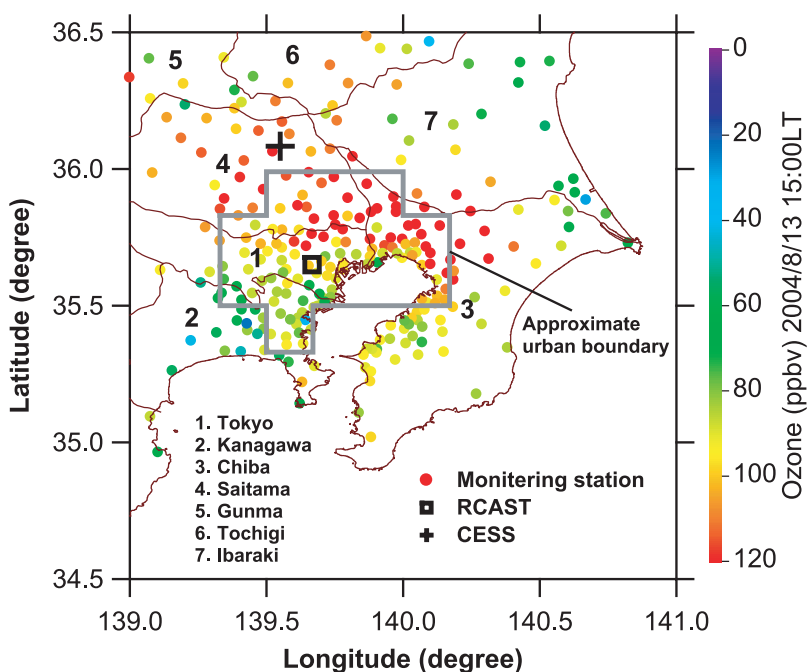 36.5
36.0
35.5
35.0
34.5
Latitude (degree)
139.0
139.5
140.0
140.5
141.0
Longitude (degree)
5
6
7
4
1
2
3
Approximate
urban boundary
1. Tokyo
2. Kanagawa
3. Chiba
4. Saitama
5. Gunma
6. Tochigi
7. Ibaraki
Monitering station
RCAST
CESS
0
20
40
60
80
100
120
Ozone (ppbv) 2004/8/13 15:00LT